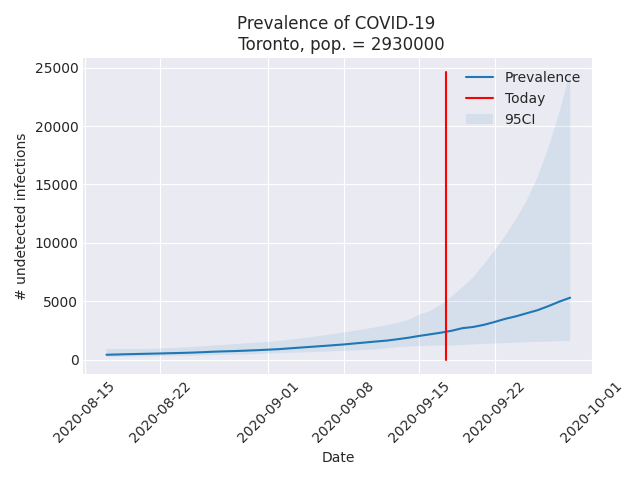 Prevalence of COVID-19
Toronto, pop. = 2930000
Prevalence
Today
95CI
# undetected infections
25000
20000
15000
10000
5000
0
2020-08-15
2020-08-22
2020-09-01
2020-09-08
2020-09-15
2020-09-22
2020-10-01
Date